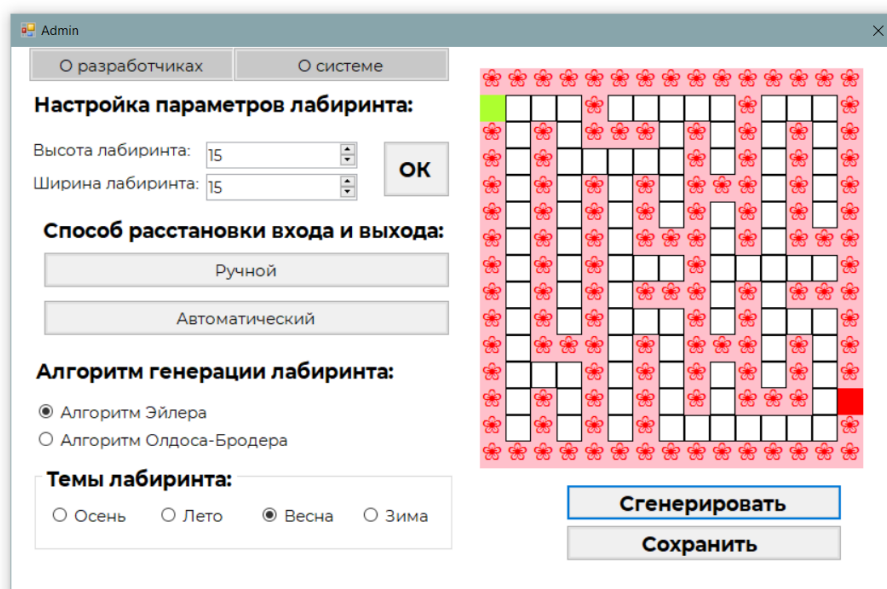 Admin
О разработчиках
О системе
Настройка параметров лабиринта:
Высота лабиринта: 15
Ширина лабиринта: 15
ОК
Способ расстановки входа и выхода:
Ручной
Автоматический
Алгоритм генерации лабиринта:
Алгоритм Эйлера
Алгоритм Олдоса-Бродера
Темы лабиринта:
Осень Лето Весна Зима
Сгенерировать
Сохранить